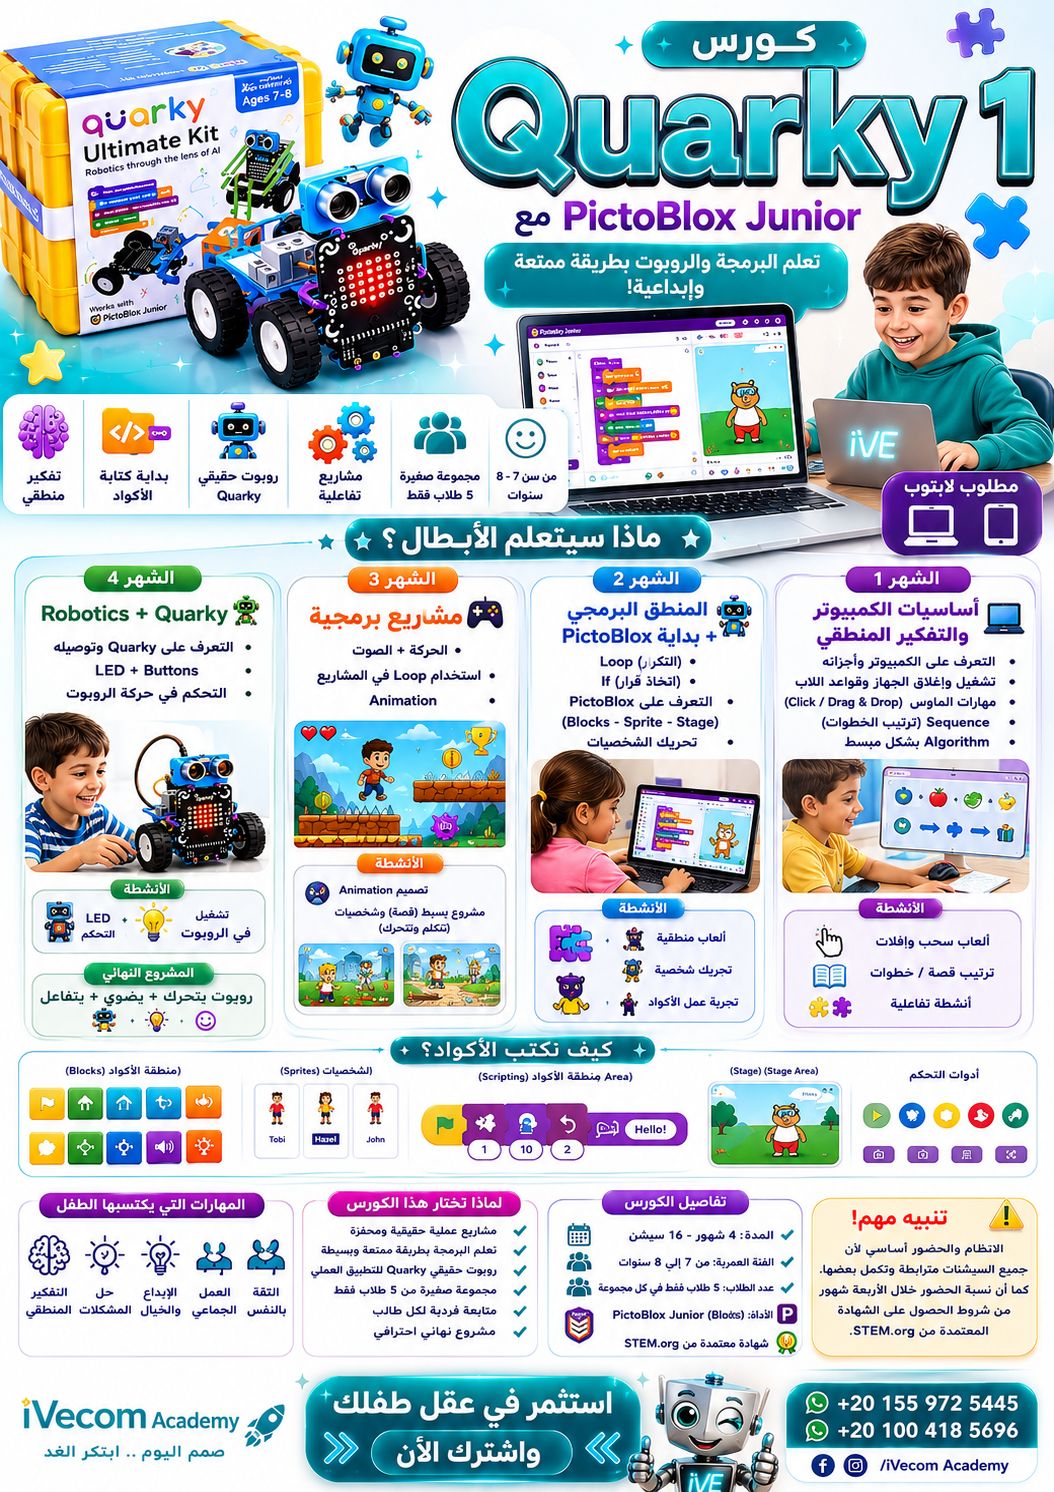 كورس
Quarky 1
مع PictoBlox Junior
تعلم البرمجة والروبوت بطريقة ممتعة
وإبداعية!
Ages 7-8
quarky
Ultimate Kit
Robotics through the lens of AI
Works with
PictoBlox Junior
iVE
مطلوب لابتوب
من سن 7 - 8
سنوات
مجموعة صغيرة
5 طلاب فقط
مشاريع
تفاعلية
روبوت حقيقي
Quarky
بداية كتابة
الأكواد
تفكير
منطقي
ماذا سيتعلم الأبطال؟
الشهر 1
أساسيات الكمبيوتر
والتفكير المنطقي
• التعرف على الكمبيوتر وأجزائه
• تشغيل وإغلاق الجهاز وقواعد اللاب
• مهارات الماوس (Click / Drag & Drop)
• Sequence (ترتيب الخطوات)
• Algorithm بشكل مبسط
الأنشطة
ألعاب سحب وإفلات
ترتيب قصة / خطوات
أنشطة تفاعلية
الشهر 2
المنطق البرمجي
+ بداية PictoBlox
• Loop (التكرار)
• If (اتخاذ قرار)
• التعرف على PictoBlox
(Blocks - Sprite - Stage)
• تحريك الشخصيات
الأنشطة
ألعاب منطقية
تجريك شخصية
تجربة عمل الأكواد
الشهر 3
مشاريع برمجية
• الحركة + الصوت
• استخدام Loop في المشاريع
• Animation
الأنشطة
تصميم Animation
مشروع بسبط (قصة) وشخصيات
(تتكلم وتتحرك)
الشهر 4
Robotics + Quarky
• التعرف على Quarky وتوصيله
• LED + Buttons
• التحكم في حركة الروبوت
الأنشطة
تشغيل LED
التحكم في الروبوت
المشروع النهائي
روبوت يتحرك + يضوي + يتفاعل
كيف نكتب الأكواد؟
أدوات التحكم
(Stage) (Stage Area)
(Scripting منطقة الأكواد Area)
Hello!
1 10 2
لشخصيات (Sprites)
Tobi Hazel John
(منطقة الأكواد (Blocks)
تنبيه مهم!
الانتظام والحضور أساسي لأن
جميع السيشنات مترابطة وتكمل بعضها.
كما أن نسبة الحضور خلال الأربعة شهور
من شروط الحصول على الشهادة
المعتمدة من STEM.org.
تفاصيل الكورس
المدة: 4 شهور - 16 سيشن
الفئة العمرية: من 7 إلى 8 سنوات
عدد الطلاب: 5 طلاب فقط في كل مجموعة
الأداة: PictoBlox Junior (Blocks)
شهادة معتمدة من STEM.org
لماذا تختار هذا الكورس
مشاريع عملية حقيقية ومحفزة
تعلم البرمجة بطريقة ممتعة وبسيطة
روبوت حقيقي Quarky للتطبيق العملي
مجموعة صغيرة من 5 طلاب فقط
متابعة فردية لكل طالب
مشروع نهائي احترافي
المهارات التي يكتسبها الطفل
الثقة
بالنفس
العمل
الجماعي
الإبداع
والخيال
حل
المشكلات
التفكير
المنطقي
iVecom Academy
صمم اليوم .. ابتكر الغد
استثمر في عقل طفلك
واشترك الأن
iVE
+20 155 972 5445
+20 100 418 5696
/iVecom Academy